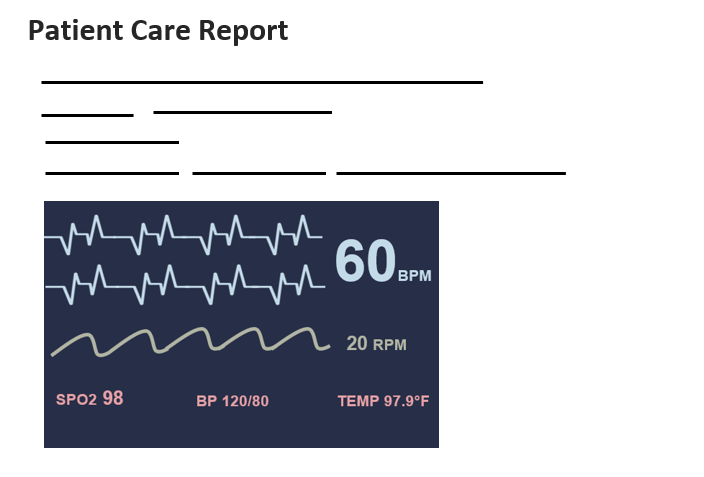 Patient Care Report
60 BPM
20 RPM
SPO2 98 BP 120/80 TEMP 97.9°F